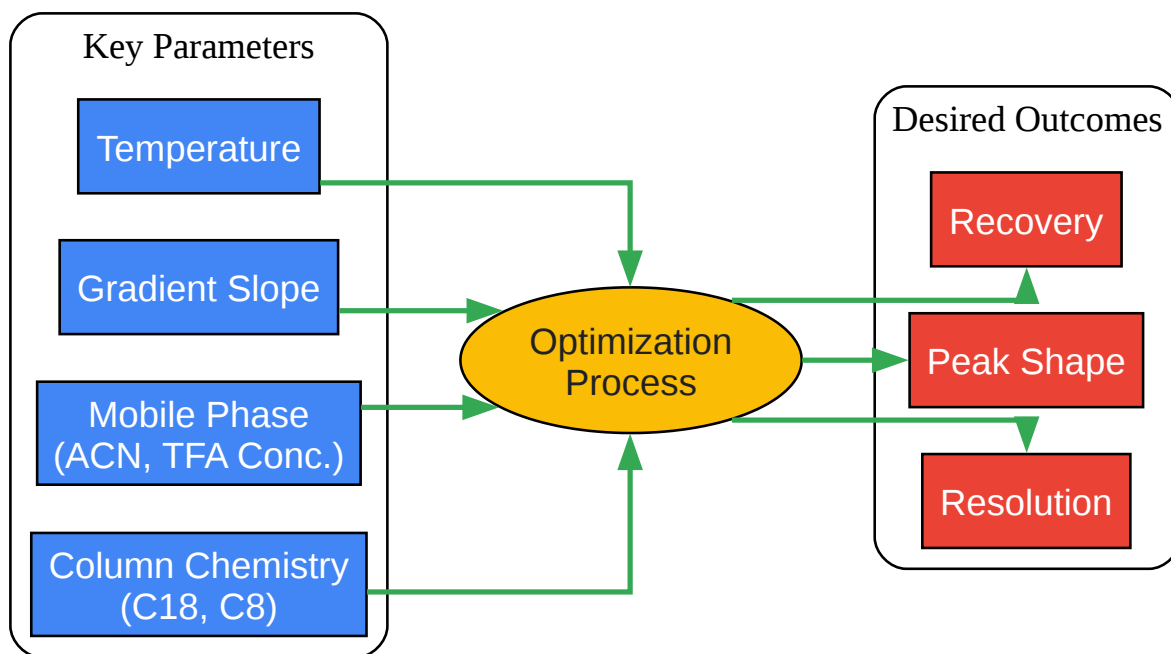 Key Parameters
Temperature
Gradient Slope
Mobile Phase
(ACN, TFA Conc.)
Column Chemistry
(C18, C8)
Optimization
Process
Desired Outcomes
Recovery
Peak Shape
Resolution